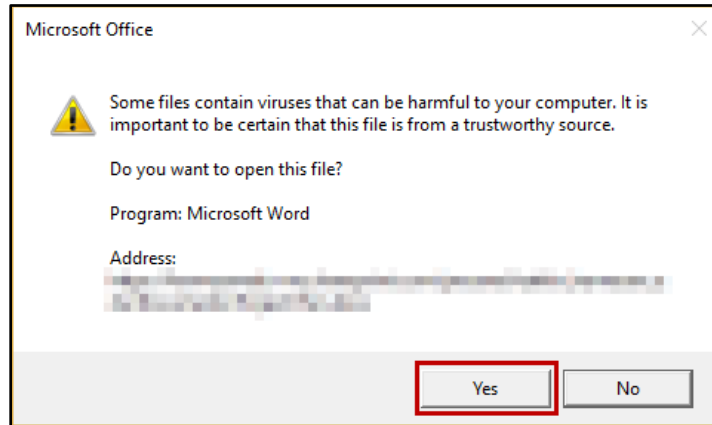 Microsoft Office
Some files contain viruses that can be harmful to your computer. It is
important to be certain that this file is from a trustworthy source.
Do you want to open this file?
Program: Microsoft Word
Address:
Yes
No